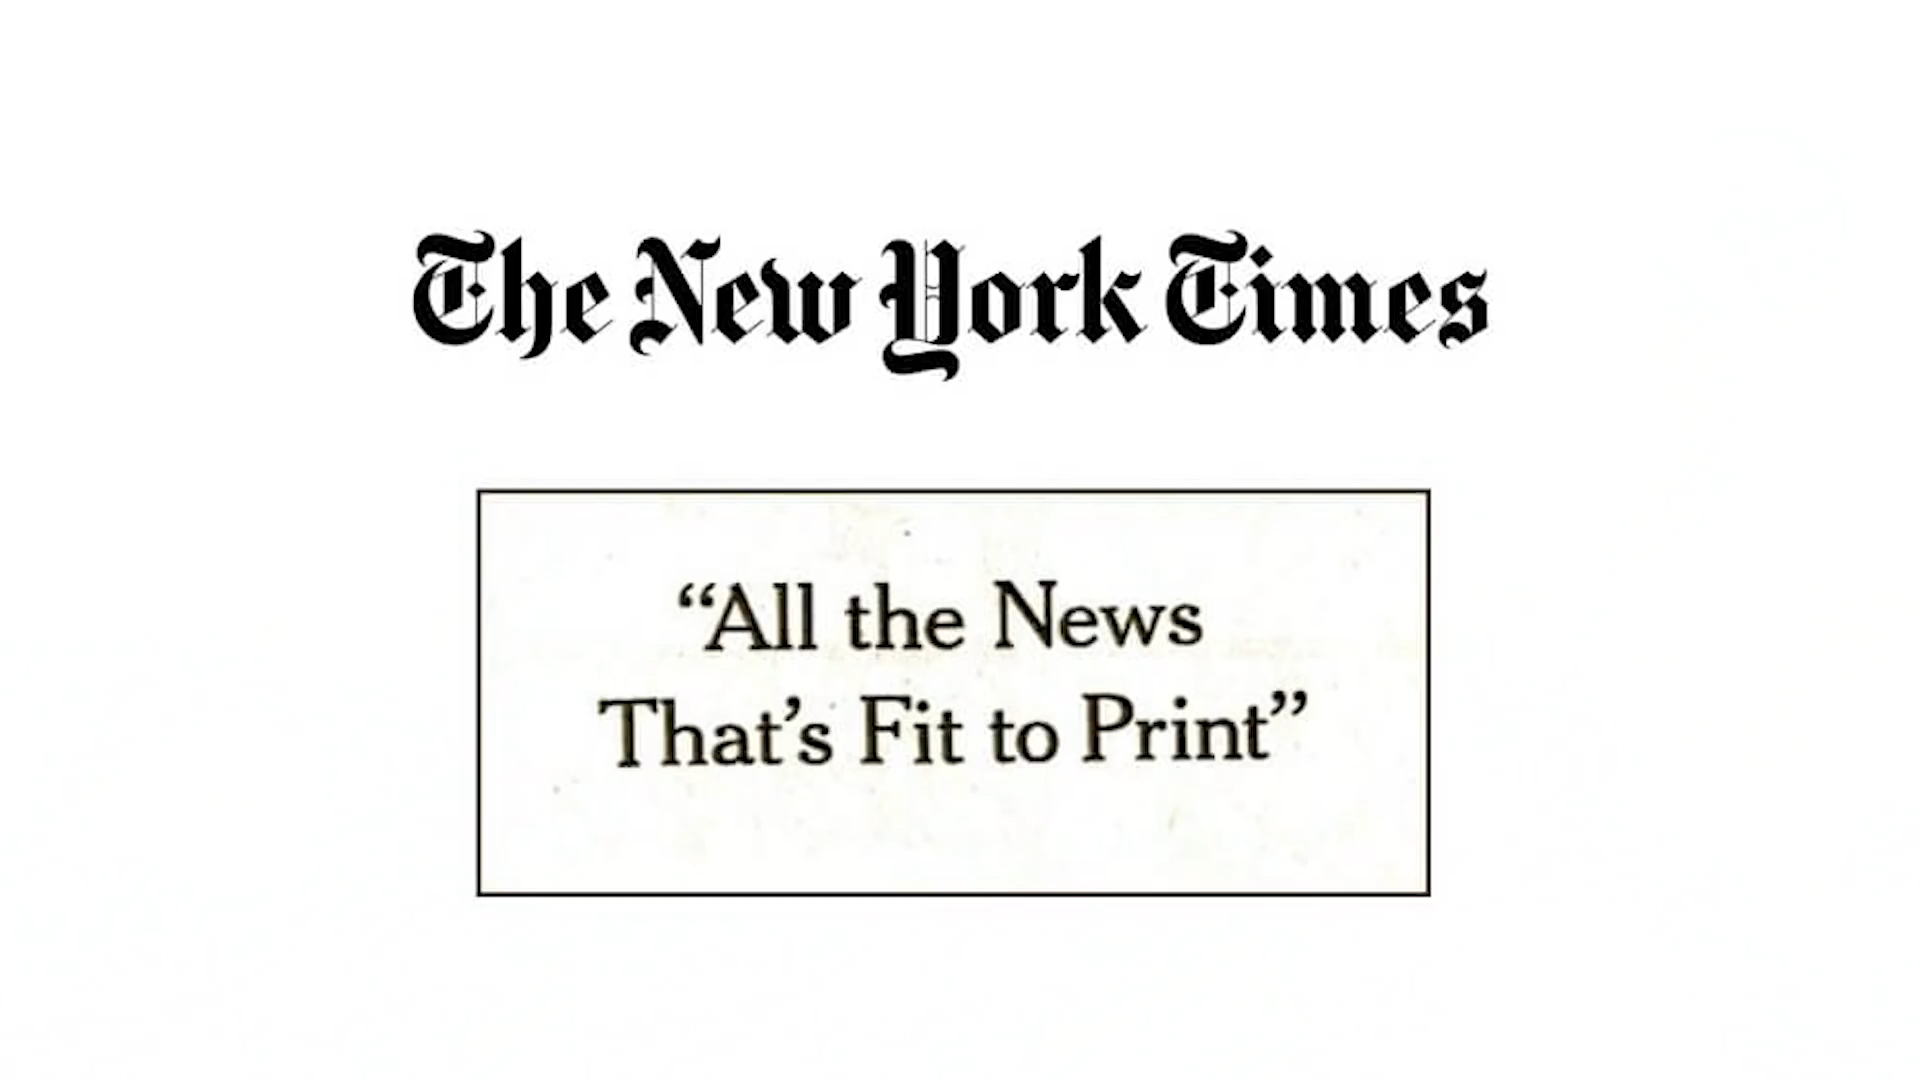 The New York Times
“All the News
That’s Fit to Print”